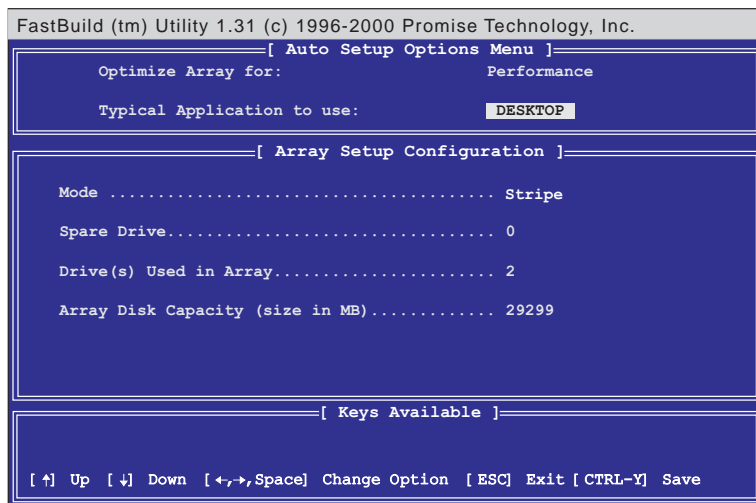 FastBuild (tm) Utility 1.31 (c) 1996-2000 Promise Technology, Inc.
[ Auto Setup Options Menu ]
Optimize Array for: Performance
Typical Application to use: DESKTOP
[ Array Setup Configuration ]
Mode ........................................ Stripe
Spare Drive.................................. 0
Drive(s) Used in Array....................... 2
Array Disk Capacity (size in MB)............. 29299
[ Keys Available ]
[↑] Up [↓] Down [←,→,Space] Change Option [ESC] Exit [CTRL-Y] Save